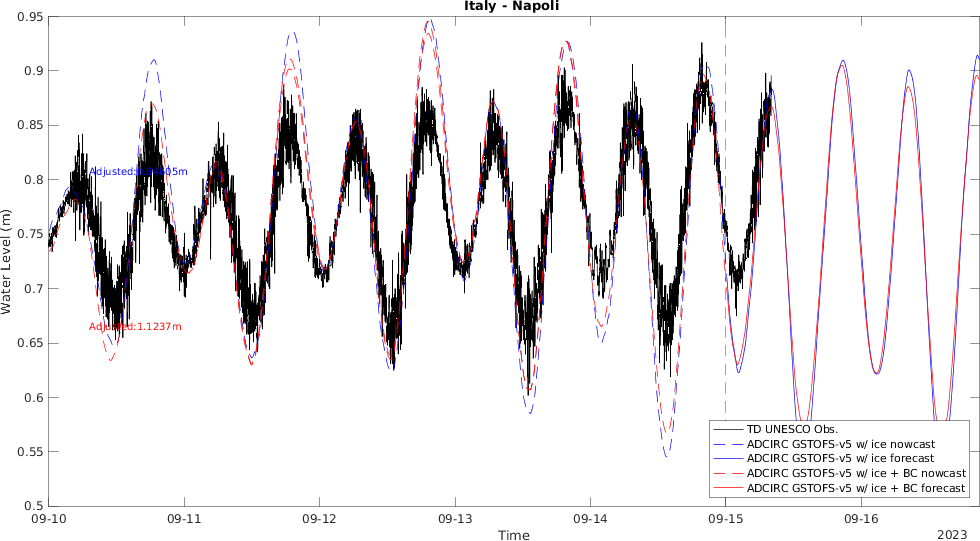 Italy - Napoli
Water Level (m)
0.95
0.9
0.85
0.8
0.75
0.7
0.65
0.6
0.55
0.5
Adjusted:
Adjusted:1.1237m
TD UNESCO Obs.
ADCIRC GSTOFS-v5 w/ ice nowcast
ADCIRC GSTOFS-v5 w/ ice forecast
ADCIRC GSTOFS-v5 w/ ice + BC nowcast
ADCIRC GSTOFS-v5 w/ ice + BC forecast
09-10
09-11
09-12
09-13
09-14
09-15
09-16
Time
2023